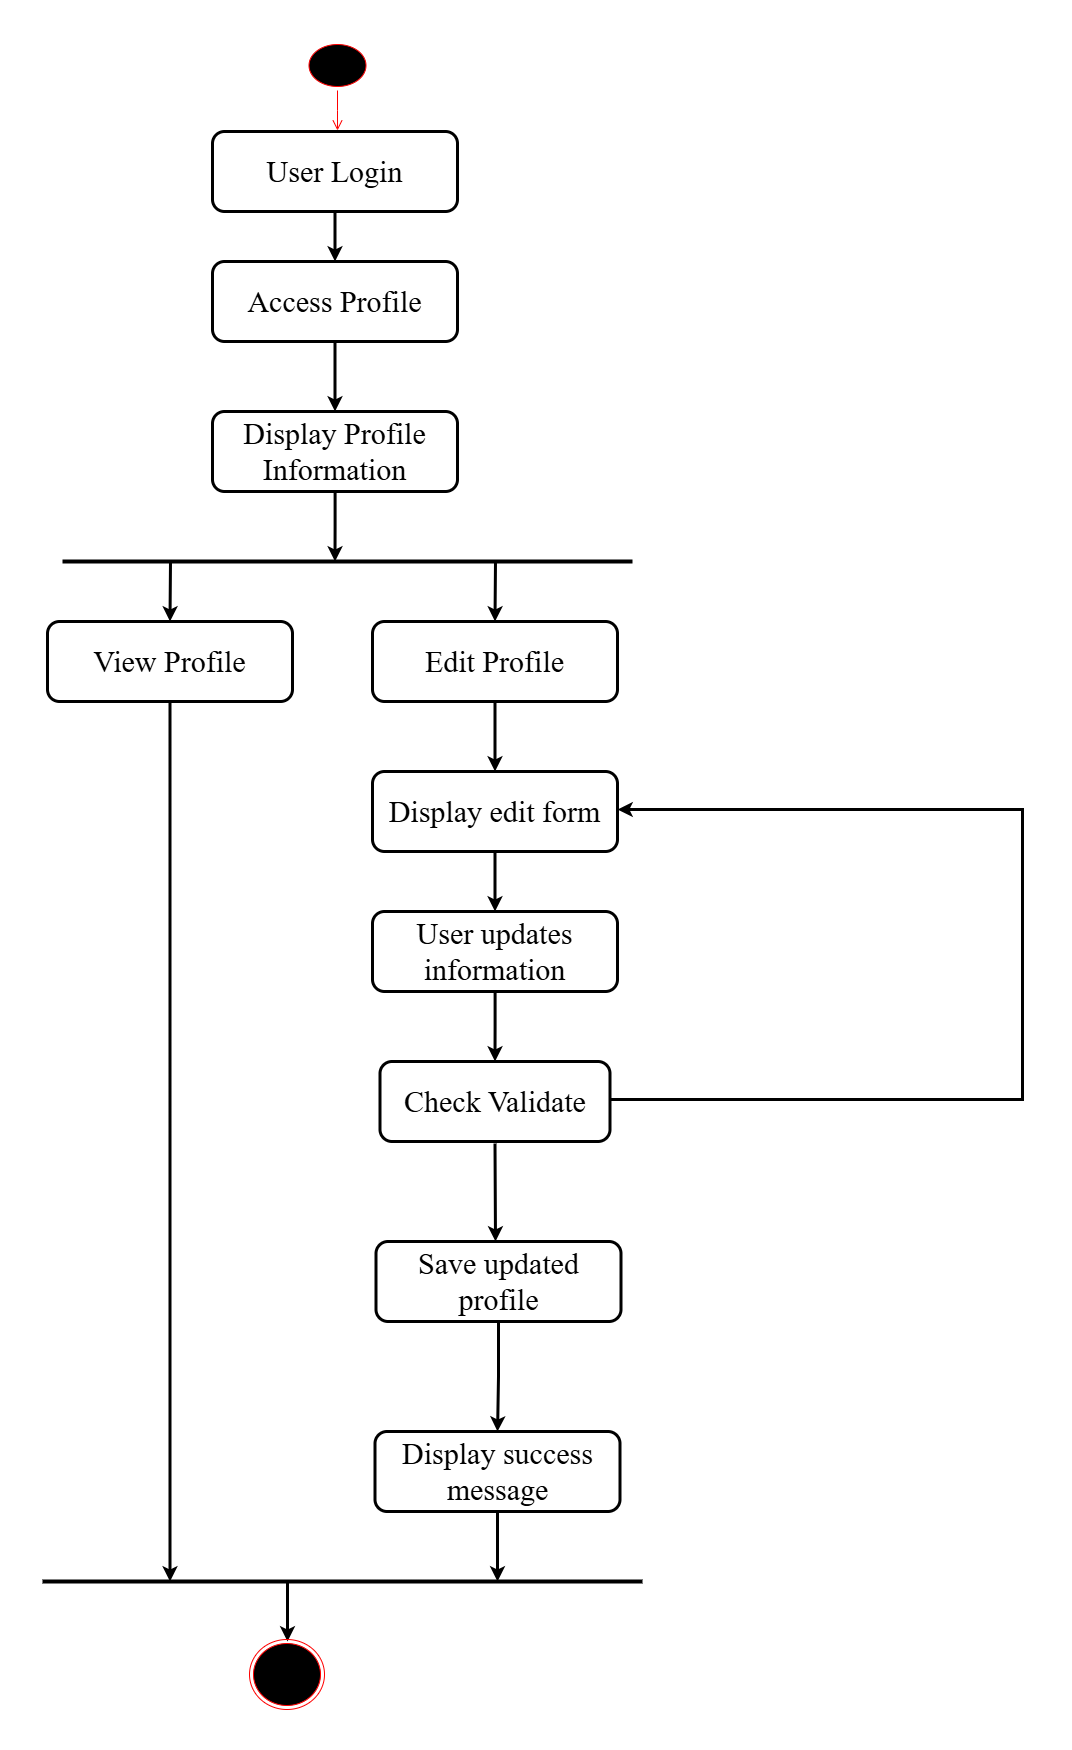 User Login
Access Profile
Display Profile
Information
View Profile
Edit Profile
Display edit form
User updates
information
Check Validate
Save updated
profile
Display success
message